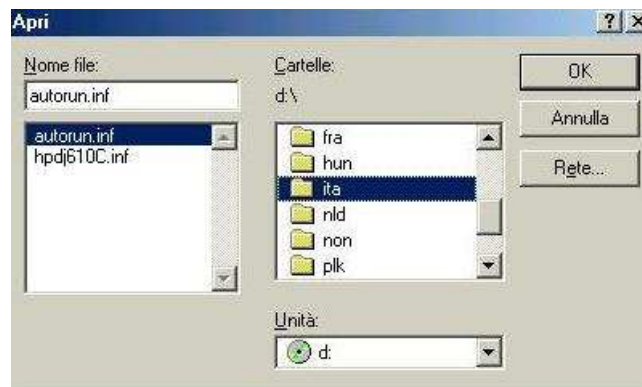 Apri
Nome file:
autorun.inf
autorun.inf
hpdj610C.inf
Cartelle:
d:\
fra
hun
ita
nld
non
plk
Unità:
d:
OK
Annulla
Rete...